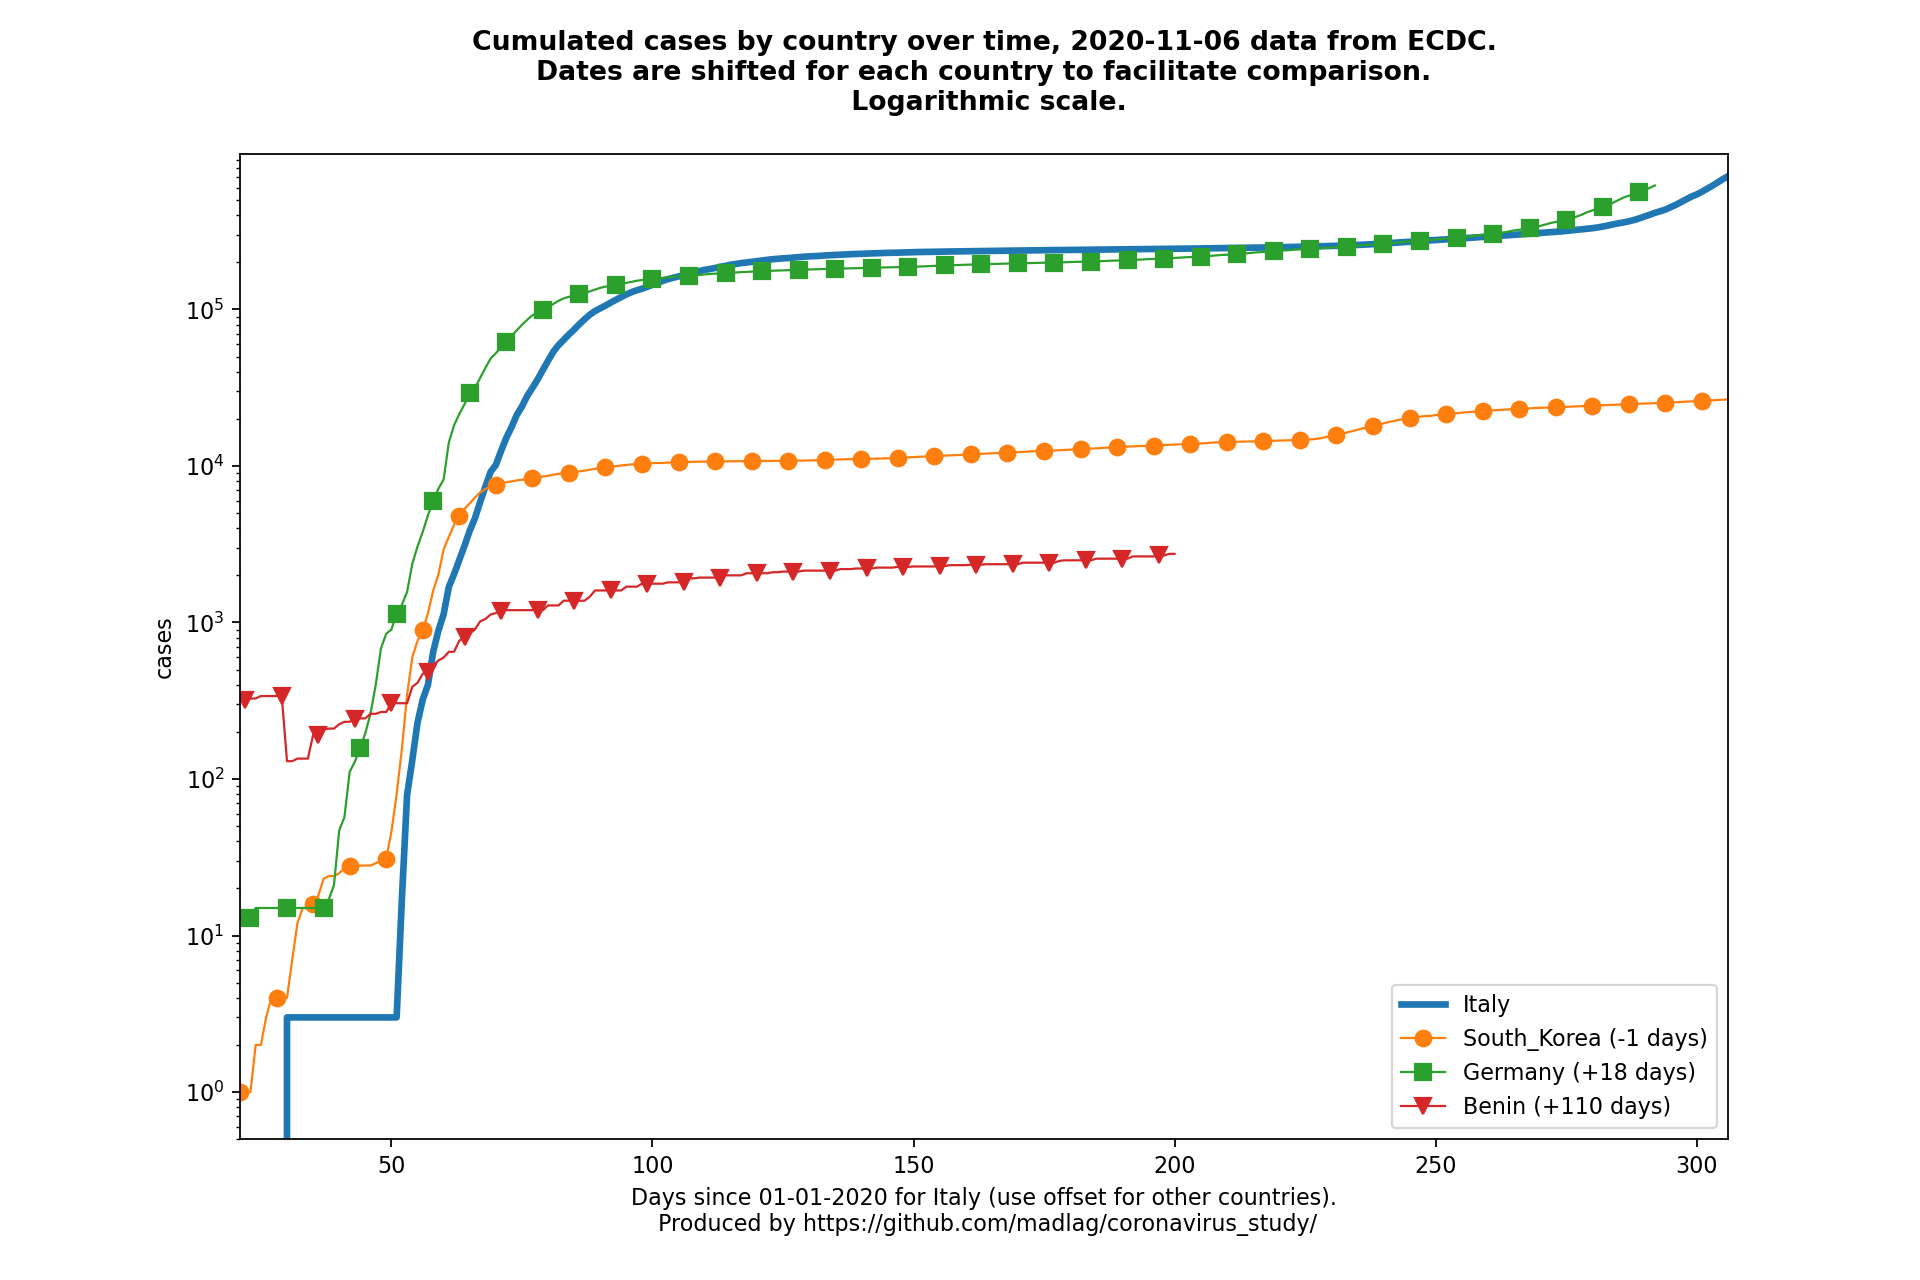 Cumulated cases by country over time, 2020-11-06 data from ECDC.
Dates are shifted for each country to facilitate comparison.
Logarithmic scale.
cases
10^5
10^4
10^3
10^2
10^1
10^0
Italy
South_Korea (-1 days)
Germany (+18 days)
Benin (+110 days)
50 100 150 200 250 300
Days since 01-01-2020 for Italy (use offset for other countries).
Produced by https://github.com/madlag/coronavirus_study/